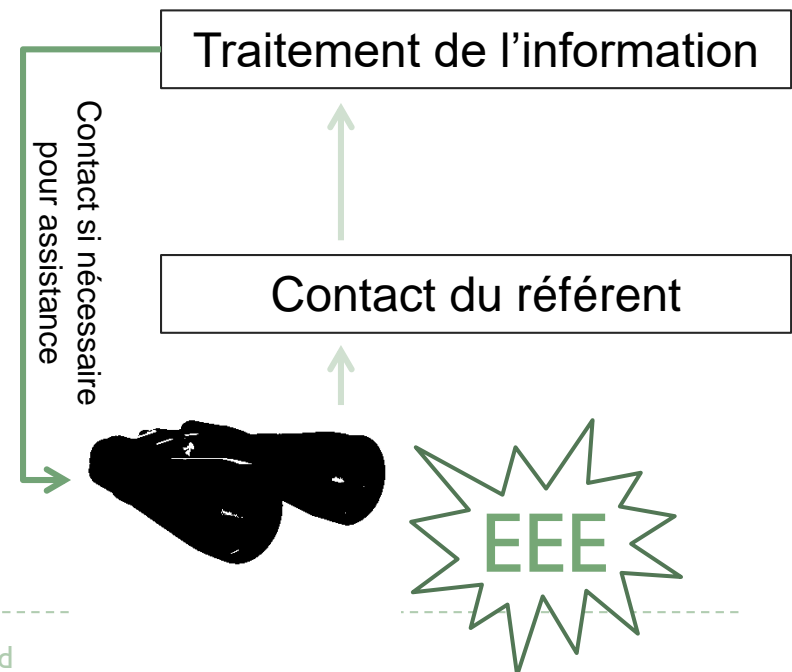 Traitement de l’information
Contact si nécessaire
pour assistance
Contact du référent
EEE
d